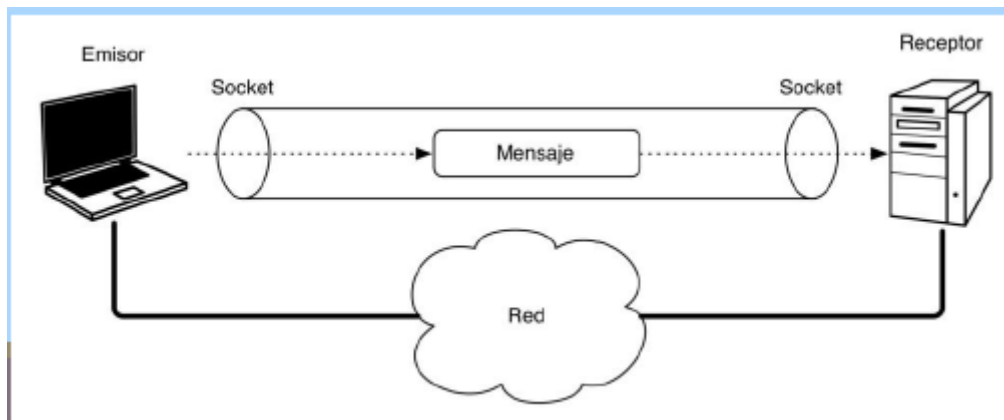 Emisor
Receptor
Socket
Socket
Mensaje
Red